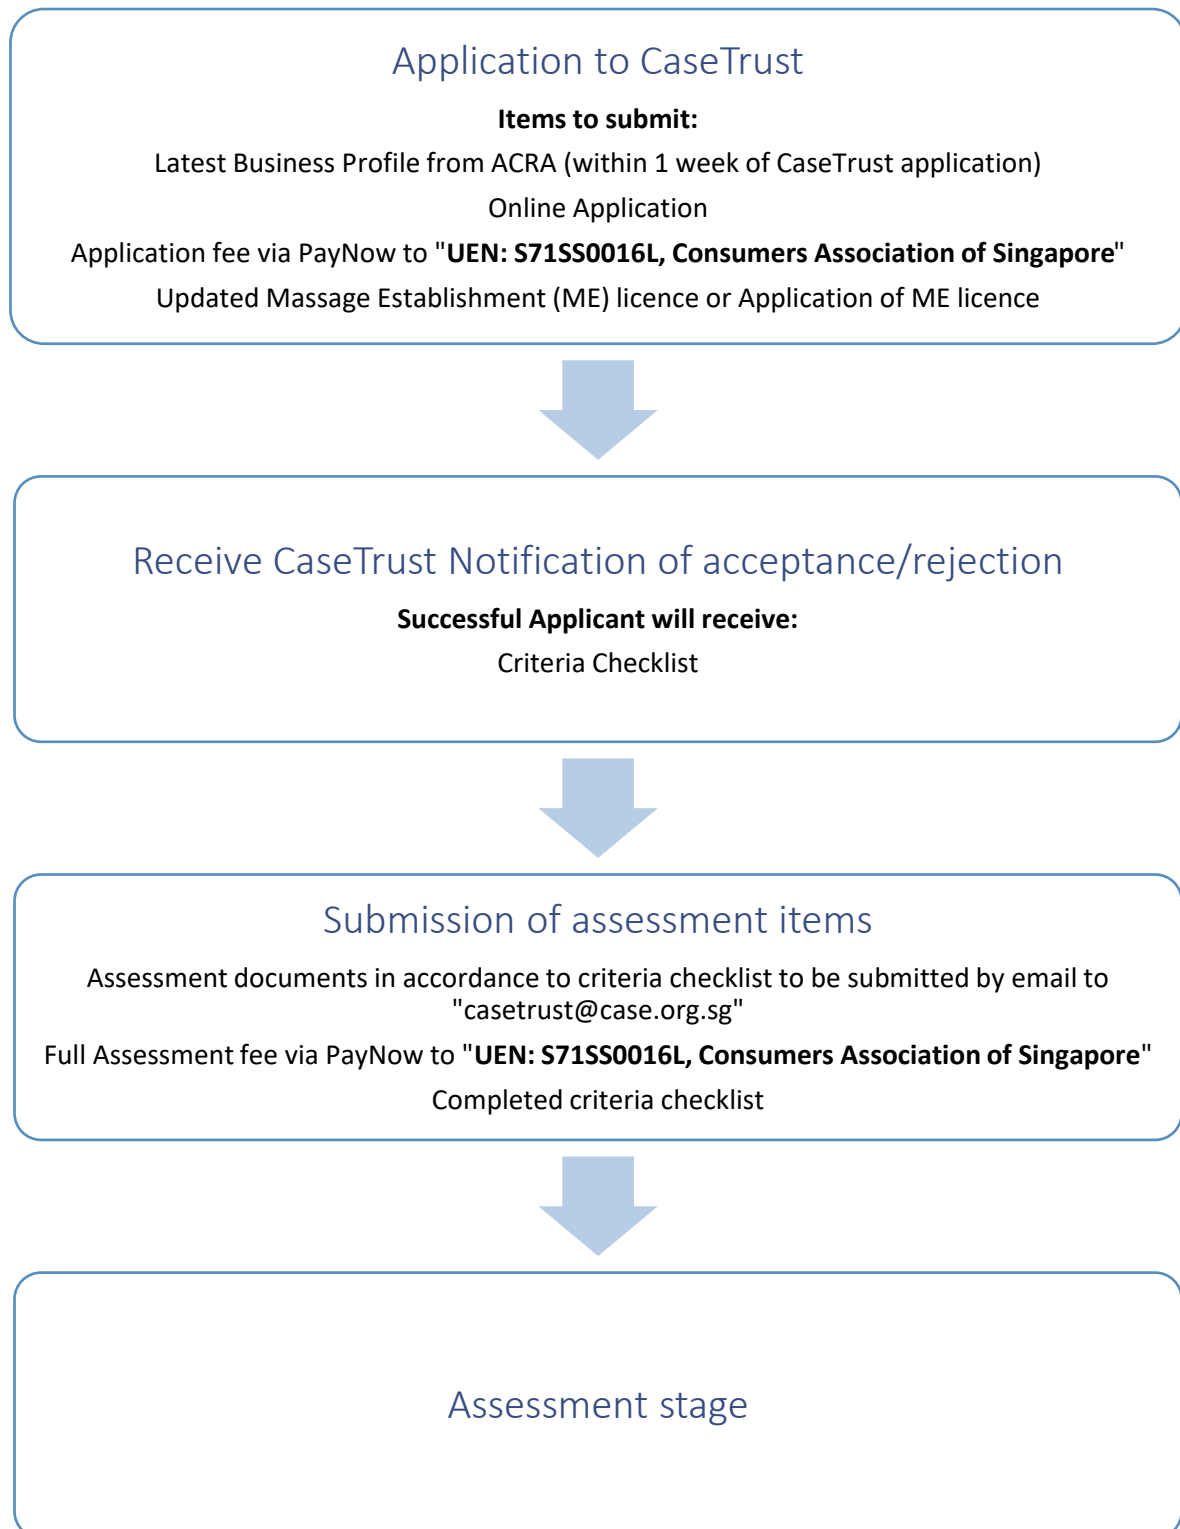 Application to CaseTrust
Items to submit:
Latest Business Profile from ACRA (within 1 week of CaseTrust application)
Online Application
Application fee via PayNow to "UEN: S71SS0016L, Consumers Association of Singapore"
Updated Massage Establishment (ME) licence or Application of ME licence
Receive CaseTrust Notification of acceptance/rejection
Successful Applicant will receive:
Criteria Checklist
Submission of assessment items
Assessment documents in accordance to criteria checklist to be submitted by email to
"casetrust@case.org.sg"
Full Assessment fee via PayNow to "UEN: S71SS0016L, Consumers Association of Singapore"
Completed criteria checklist
Assessment stage